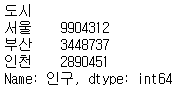 도시
서울    9904312
부산    3448737
인천    2890451
Name: 인구, dtype: int64